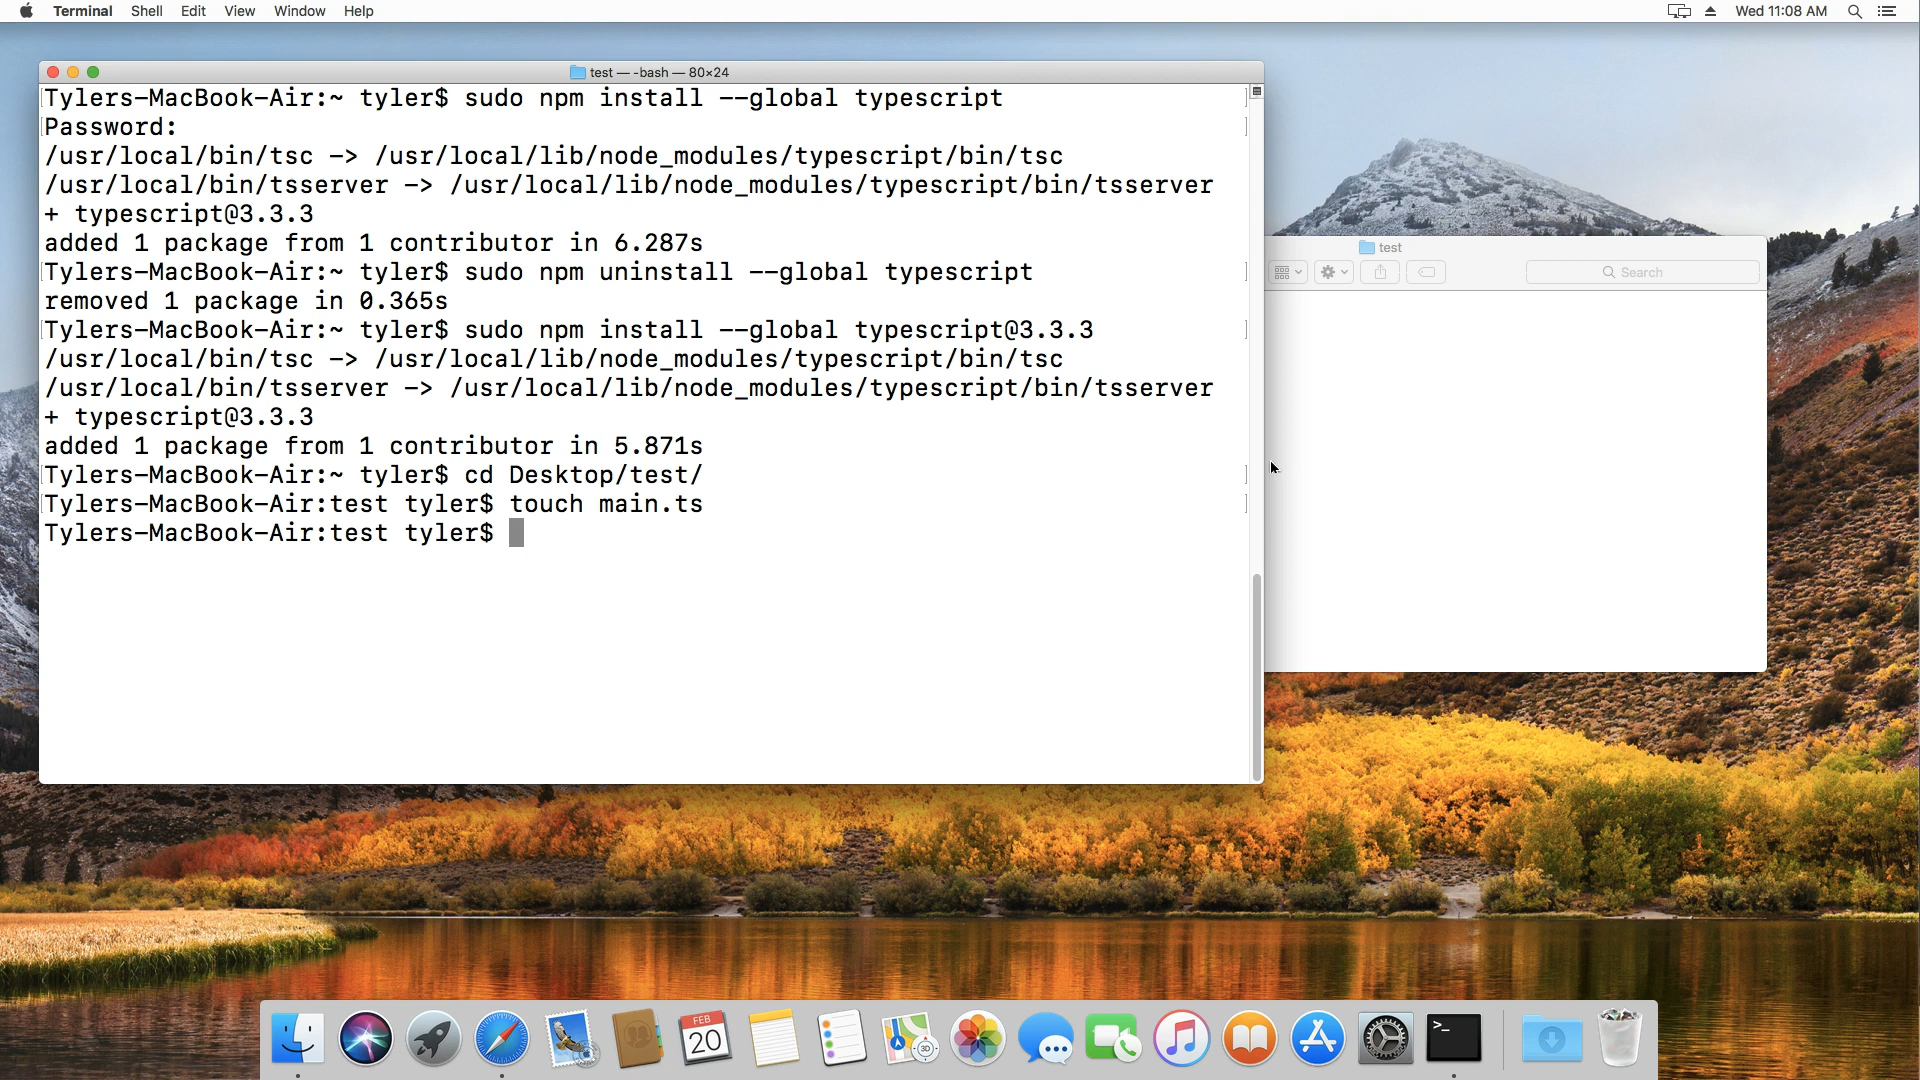 Terminal Shell Edit View Window Help Wed 11:08 AM
test — -bash — 80×24
Tylers-MacBook-Air:~ tyler$ sudo npm install --global typescript
Password:
/usr/local/bin/tsc -> /usr/local/lib/node_modules/typescript/bin/tsc
/usr/local/bin/tsserver -> /usr/local/lib/node_modules/typescript/bin/tsserver
+ typescript@3.3.3
added 1 package from 1 contributor in 6.287s
Tylers-MacBook-Air:~ tyler$ sudo npm uninstall --global typescript
removed 1 package in 0.365s
Tylers-MacBook-Air:~ tyler$ sudo npm install --global typescript@3.3.3
/usr/local/bin/tsc -> /usr/local/lib/node_modules/typescript/bin/tsc
/usr/local/bin/tsserver -> /usr/local/lib/node_modules/typescript/bin/tsserver
+ typescript@3.3.3
added 1 package from 1 contributor in 5.871s
Tylers-MacBook-Air:~ tyler$ cd Desktop/test/
Tylers-MacBook-Air:test tyler$ touch main.ts
Tylers-MacBook-Air:test tyler$
test
Search
FEB
20
3D
>_